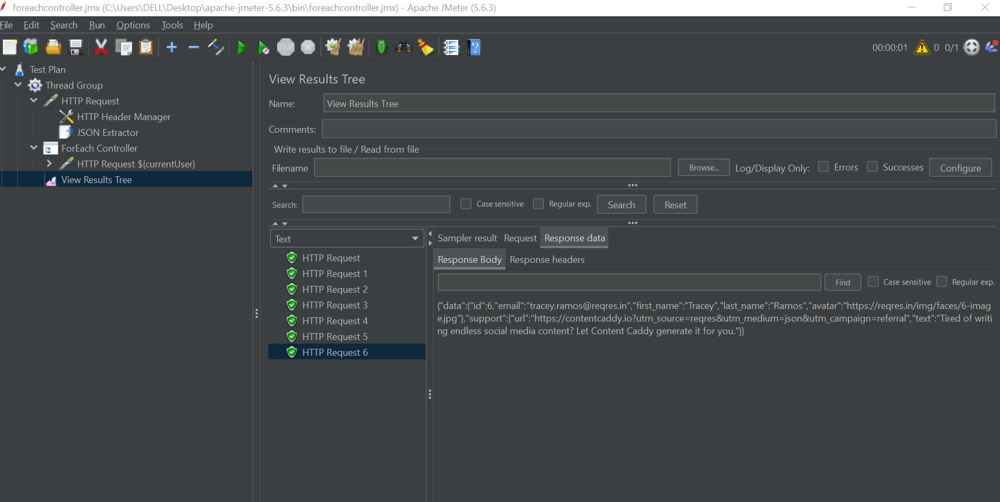 foreachcontroller.jmx (C:\Users\DELL\Desktop\apache-jmeter-5.6.3\bin\foreachcontroller.jmx) - Apache JMeter (5.6.3)
File Edit Search Run Options Tools Help
STOP
00:00:01 0 0/1
Test Plan
Thread Group
HTTP Request
HTTP Header Manager
JSON Extractor
ForEach Controller
HTTP Request ${currentUser}
View Results Tree
View Results Tree
Name: View Results Tree
Comments:
Write results to file / Read from file
Filename Browse... Log/Display Only: Errors Successes Configure
Search: Case sensitive Regular exp. Search Reset
Text
HTTP Request
HTTP Request 1
HTTP Request 2
HTTP Request 3
HTTP Request 4
HTTP Request 5
HTTP Request 6
Sampler result Request Response data
Response Body Response headers
Find Case sensitive Regular exp.
{"data":{"id":6,"email":"tracey.ramos@reqres.in","first_name":"Tracey","last_name":"Ramos","avatar":"https://reqres.in/img/faces/6-imag
e.jpg"},"support":{"url":"https://contentcaddy.io?utm_source=reqres&utm_medium=json&utm_campaign=referral","text":"Tired of writi
ng endless social media content? Let Content Caddy generate it for you."}}